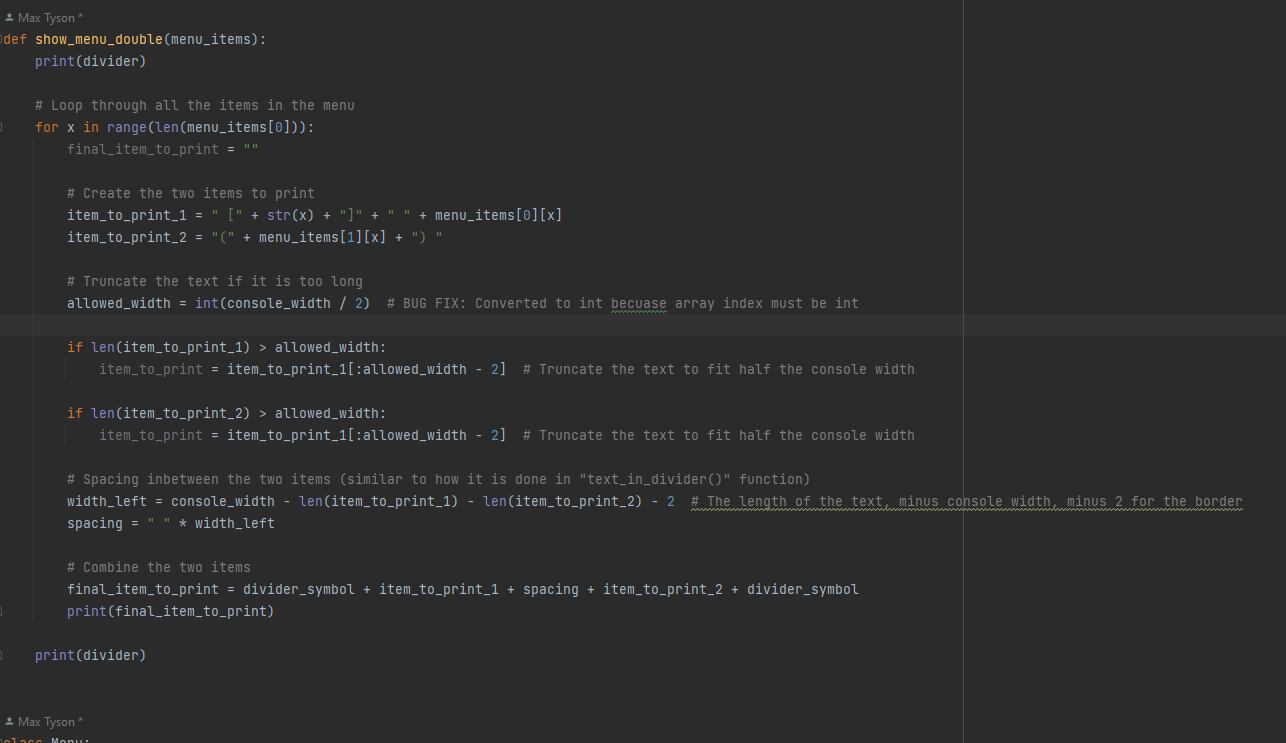 Max Tyson *
def show_menu_double(menu_items):
    print(divider)

    # Loop through all the items in the menu
    for x in range(len(menu_items[0])):
        final_item_to_print = ""

        # Create the two items to print
        item_to_print_1 = " [" + str(x) + "]" + " " + menu_items[0][x]
        item_to_print_2 = "(" + menu_items[1][x] + ") "

        # Truncate the text if it is too long
        allowed_width = int(console_width / 2)  # BUG FIX: Converted to int becuase array index must be int

        if len(item_to_print_1) > allowed_width:
            item_to_print = item_to_print_1[:allowed_width - 2]  # Truncate the text to fit half the console width

        if len(item_to_print_2) > allowed_width:
            item_to_print = item_to_print_1[:allowed_width - 2]  # Truncate the text to fit half the console width

        # Spacing inbetween the two items (similar to how it is done in "text_in_divider()" function)
        width_left = console_width - len(item_to_print_1) - len(item_to_print_2) - 2  # The length of the text, minus console width, minus 2 for the border
        spacing = " " * width_left

        # Combine the two items
        final_item_to_print = divider_symbol + item_to_print_1 + spacing + item_to_print_2 + divider_symbol
        print(final_item_to_print)

    print(divider)

Max Tyson *
class Menu: